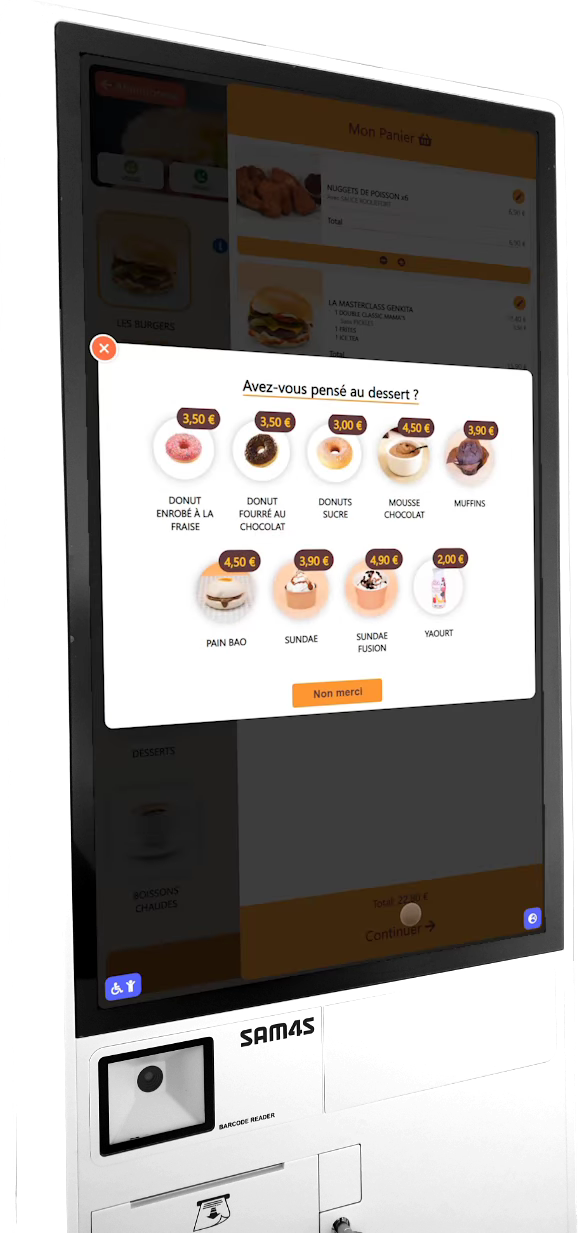 Mon Panier
NUGGETS DE POISSON x6
Total
LES BURGERS
LA MASTERCLASS GENKITA
1 DOUBLE CLASSIC MAMA'S
1 FRITES
1 ICE TEA
Total
Avez-vous pensé au dessert ?
3,50 €
3,50 €
3,00 €
4,50 €
3,90 €
DONUT
ENROBÉ À LA
FRAISE
DONUT
FOURRÉ AU
CHOCOLAT
DONUTS
SUCRE
MOUSSE
CHOCOLAT
MUFFINS
4,50 €
3,90 €
4,90 €
2,00 €
PAIN BAO
SUNDAE
SUNDAE
FUSION
YAOURT
Non merci
DESSERTS
BOISSONS
CHAUDES
Total: 22,80 €
Continuer
SAM4S
BARCODE READER